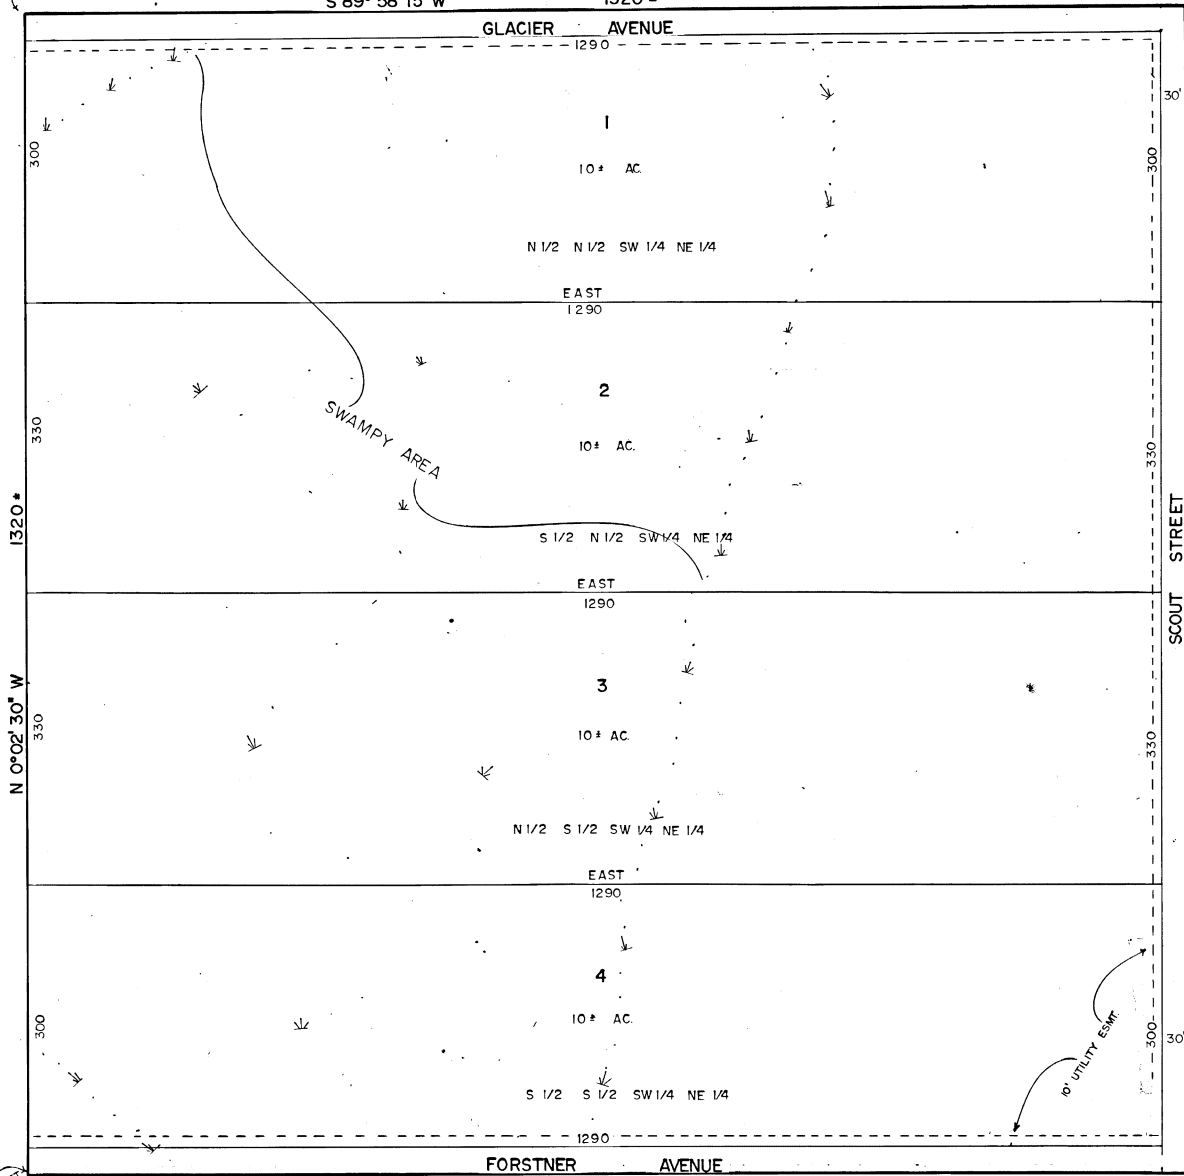 S 89° 58' 15" W 1320 ±
GLACIER AVENUE
1290
30'
300
300
1
10 ± AC.
N 1/2 N 1/2 SW 1/4 NE 1/4
EAST
1290
2
330
330
SWAMPY AREA
10 ± AC.
1320 ±
S 1/2 N 1/2 SW 1/4 NE 1/4
SCOUT STREET
EAST
1290
N 0°02' 30" W
3
330
330
10 ± AC.
N 1/2 S 1/2 SW 1/4 NE 1/4
EAST
1290
4
300
300
30'
10 ± AC.
10' UTILITY ESMT.
S 1/2 S 1/2 SW 1/4 NE 1/4
1290
FORSTNER AVENUE